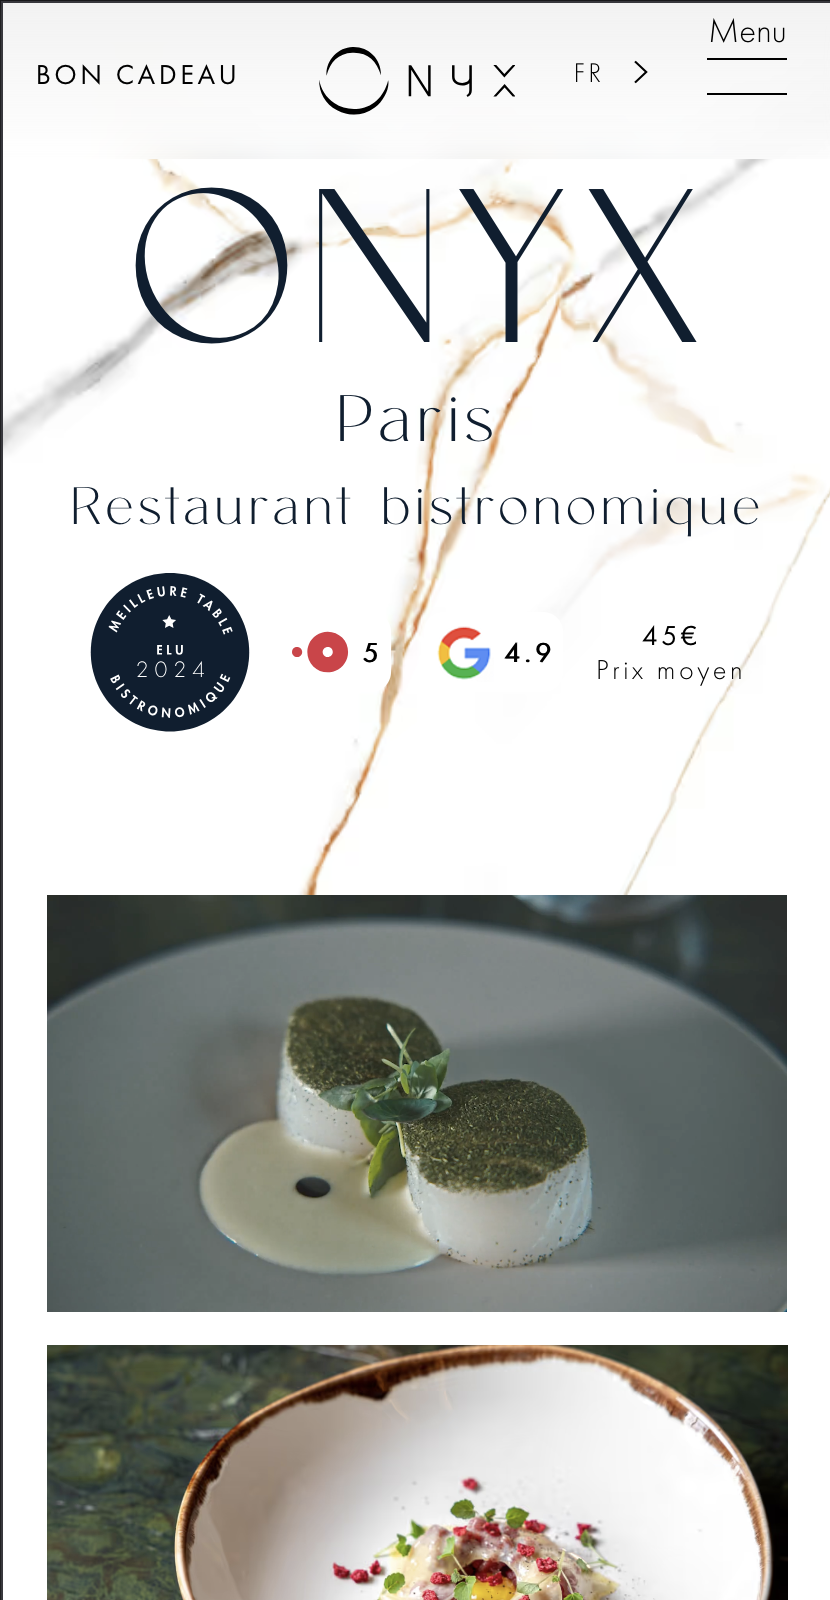 BON CADEAU
ONYX
FR
Menu
ONYX
Paris
Restaurant bistronomique
MEILLEURE TABLE
ELU
2024
BISTRONOMIQUE
5
4.9
45€
Prix moyen